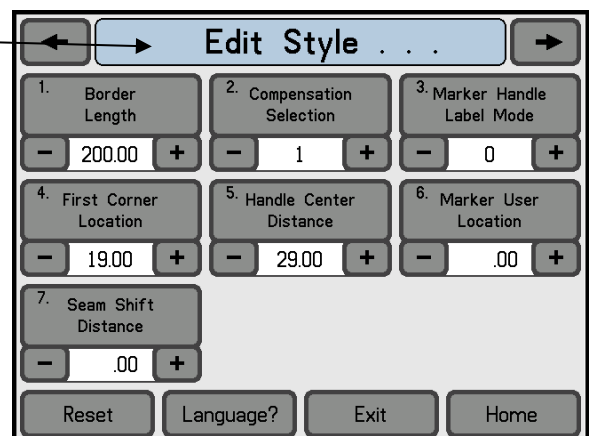 Edit Style . . .
1. Border
Length
− 200.00 +
2. Compensation
Selection
− 1 +
3. Marker Handle
Label Mode
− 0 +
4. First Corner
Location
− 19.00 +
5. Handle Center
Distance
− 29.00 +
6. Marker User
Location
− .00 +
7. Seam Shift
Distance
− .00 +
Reset Language? Exit Home